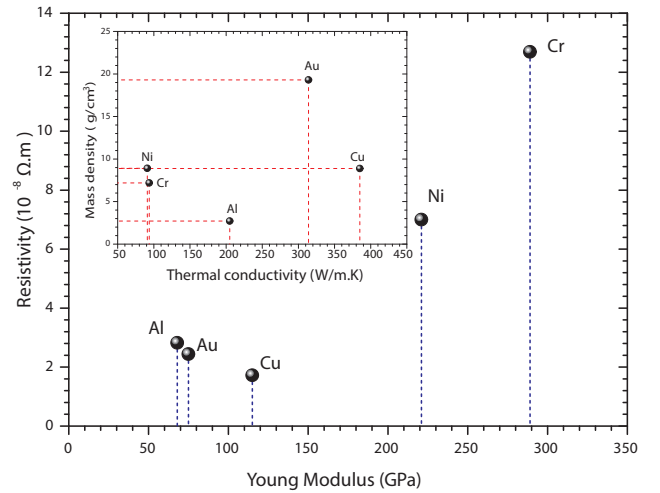 14
12
10
8
6
4
2
0
Resistivity (10⁻⁸ Ω.m)
0 50 100 150 200 250 300 350
Young Modulus (GPa)
Al
Au
Cu
Ni
Cr
25
20
15
10
5
0
Mass density ( g/cm³)
50 100 150 200 250 300 350 400 450
Thermal conductivity (W/m.K)
Au
Ni
Cu
Cr
Al